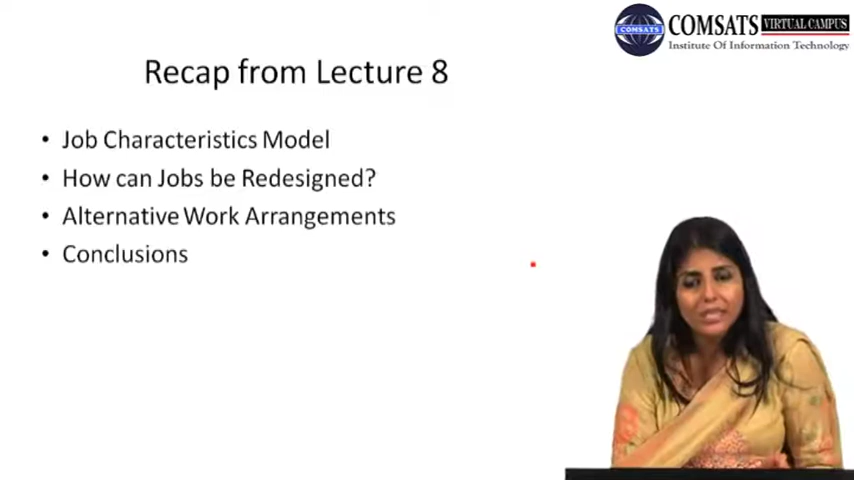 COMSATS
COMSATS VIRTUAL CAMPUS
Institute Of Information Technology
Recap from Lecture 8
• Job Characteristics Model
• How can Jobs be Redesigned?
• Alternative Work Arrangements
• Conclusions